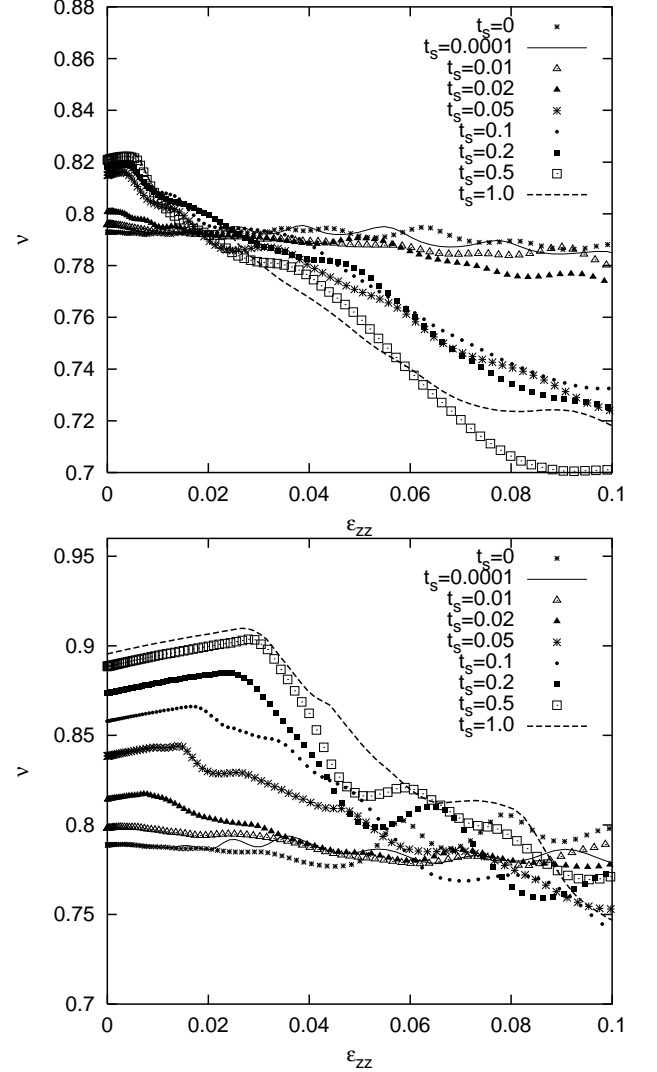 0.88
0.86
0.84
0.82
0.8
0.78
0.76
0.74
0.72
0.7
ν
0
0.02
0.04
0.06
0.08
0.1
ε_zz
t_s=0
t_s=0.0001
t_s=0.01
t_s=0.02
t_s=0.05
t_s=0.1
t_s=0.2
t_s=0.5
t_s=1.0
0.95
0.9
0.85
0.8
0.75
0.7
ν
0
0.02
0.04
0.06
0.08
0.1
ε_zz
t_s=0
t_s=0.0001
t_s=0.01
t_s=0.02
t_s=0.05
t_s=0.1
t_s=0.2
t_s=0.5
t_s=1.0